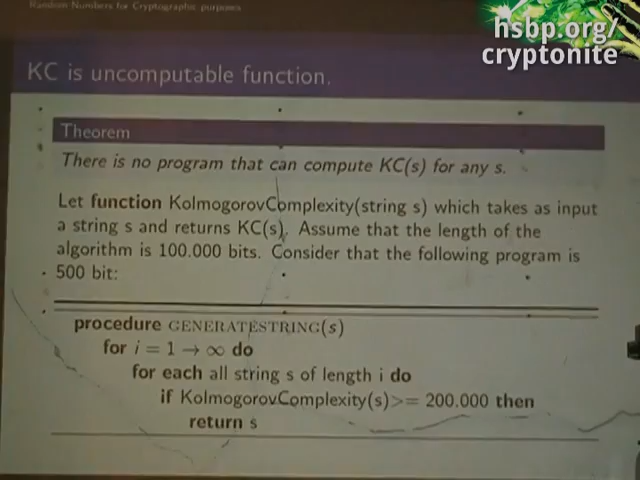 Random Numbers for Cryptographic purposes
hsbp.org/
cryptonite
KC is uncomputable function.
Theorem
There is no program that can compute KC(s) for any s.
Let function KolmogorovComplexity(string s) which takes as input
a string s and returns KC(s). Assume that the length of the
algorithm is 100.000 bits. Consider that the following program is
500 bit:
procedure GENERATESTRING(s)
for i = 1 → ∞ do
for each all string s of length i do
if KolmogorovComplexity(s)>= 200.000 then
return s